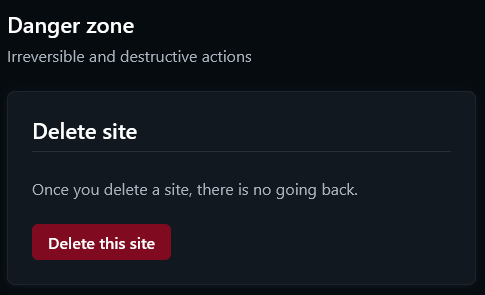 Danger zone
Irreversible and destructive actions
Delete site
Once you delete a site, there is no going back.
Delete this site